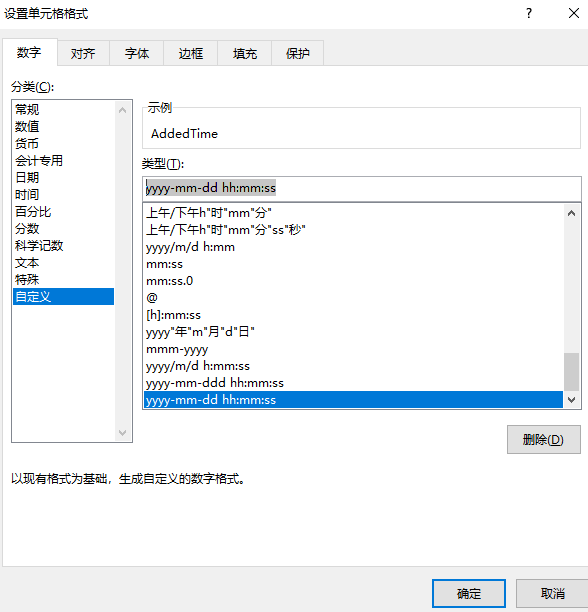 设置单元格格式
?
数字 对齐 字体 边框 填充 保护
分类(C):
常规
数值
货币
会计专用
日期
时间
百分比
分数
科学记数
文本
特殊
自定义
示例
AddedTime
类型(T):
yyyy-mm-dd hh:mm:ss
上午/下午h"时"mm"分"
上午/下午h"时"mm"分"ss"秒"
yyyy/m/d h:mm
mm:ss
mm:ss.0
@
[h]:mm:ss
yyyy"年"m"月"d"日"
mmm-yyyy
yyyy/m/d h:mm:ss
yyyy-mm-ddd hh:mm:ss
yyyy-mm-dd hh:mm:ss
删除(D)
以现有格式为基础，生成自定义的数字格式。
确定 取消